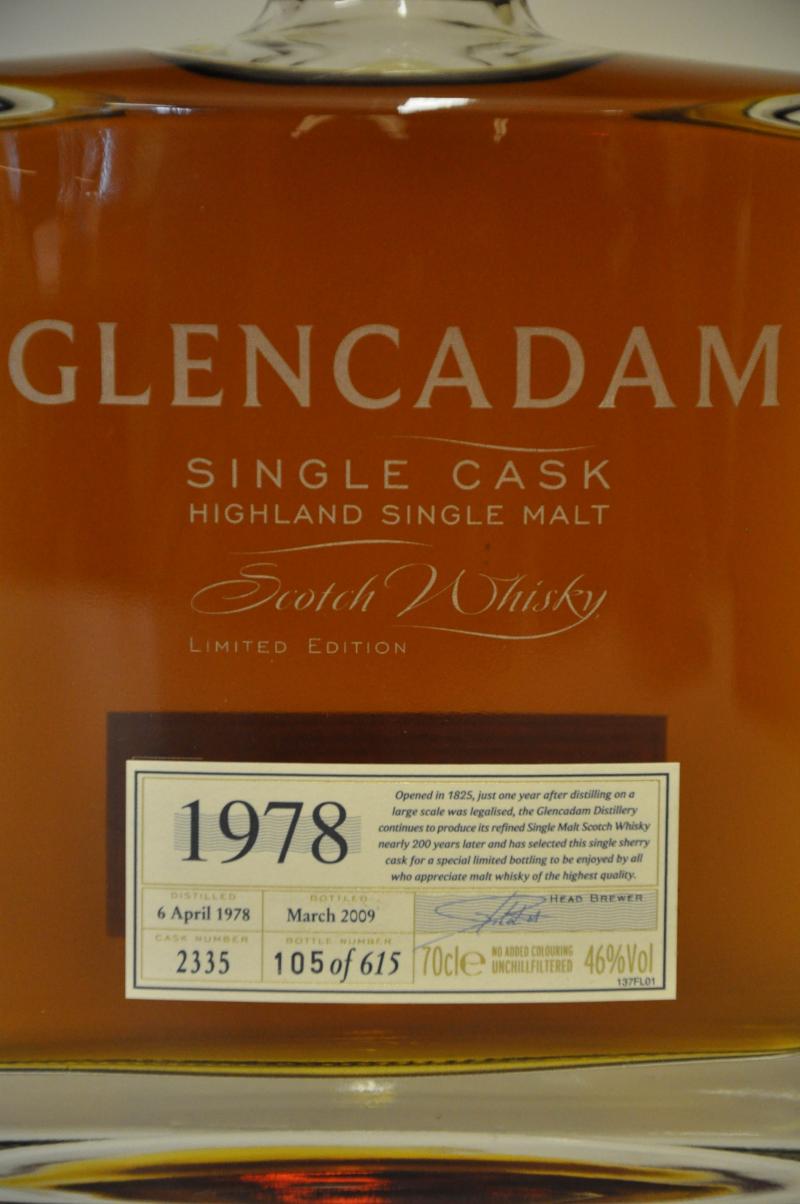 GLENCADAM
SINGLE CASK
HIGHLAND SINGLE MALT
Scotch Whisky
LIMITED EDITION
1978
Opened in 1825, just one year after distilling on a
large scale was legalised, the Glencadam Distillery
continues to produce its refined Single Malt Scotch Whisky
nearly 200 years later and has selected this single sherry
cask for a special limited bottling to be enjoyed by all
who appreciate malt whisky of the highest quality.
DISTILLED
6 April 1978
BOTTLED
March 2009
HEAD BREWER
CASK NUMBER
2335
BOTTLE NUMBER
105 of 615
70cl e
NO ADDED COLOURING
UNCHILLFILTERED
46%Vol
137FL01